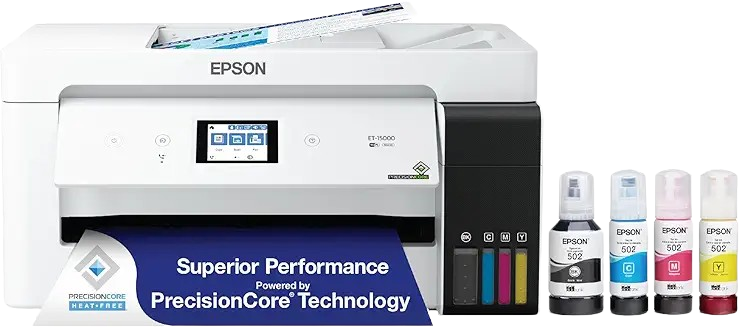 EPSON
ET-15000
PRECISIONCORE
BK C M Y
PRECISIONCORE
HEAT-FREE
Superior Performance
Powered by
PrecisionCore® Technology
EPSON
502
BK
EPSON
502
C
EPSON
502
M
EPSON
502
Y